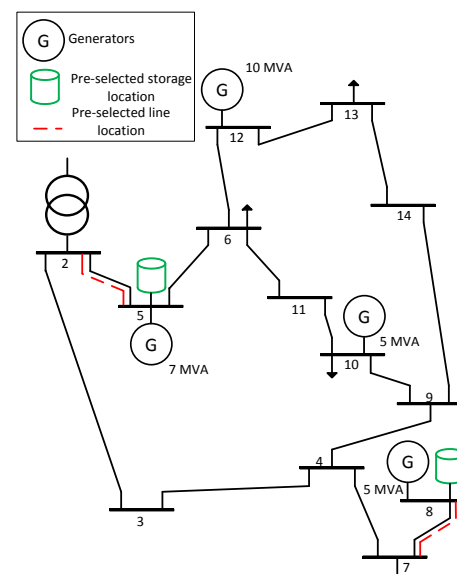 G
Generators
Pre-selected storage
location
Pre-selected line
location
10 MVA
G
12
13
14
2
6
5
G
7 MVA
11
G
5 MVA
10
9
4
G
5 MVA
8
3
7